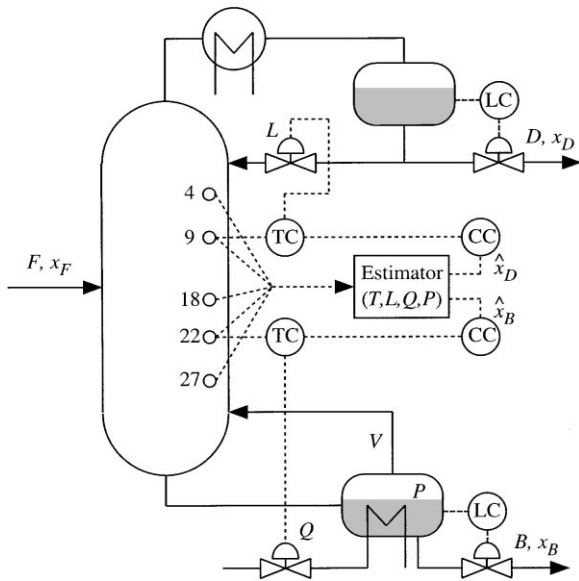 LC
L
D, x_D
4
9
TC
CC
F, x_F
Estimator
(T,L,Q,P)
x̂_D
x̂_B
18
22
TC
CC
27
V
P
LC
Q
B, x_B